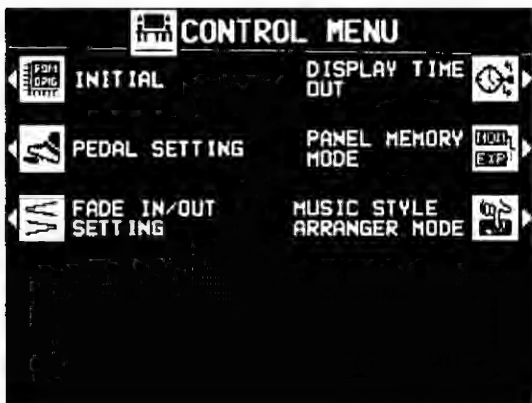 CONTROL MENU
INITIAL
DISPLAY TIME
OUT
PEDAL SETTING
PANEL MEMORY
MODE
FADE IN/OUT
SETTING
MUSIC STYLE
ARRANGER MODE